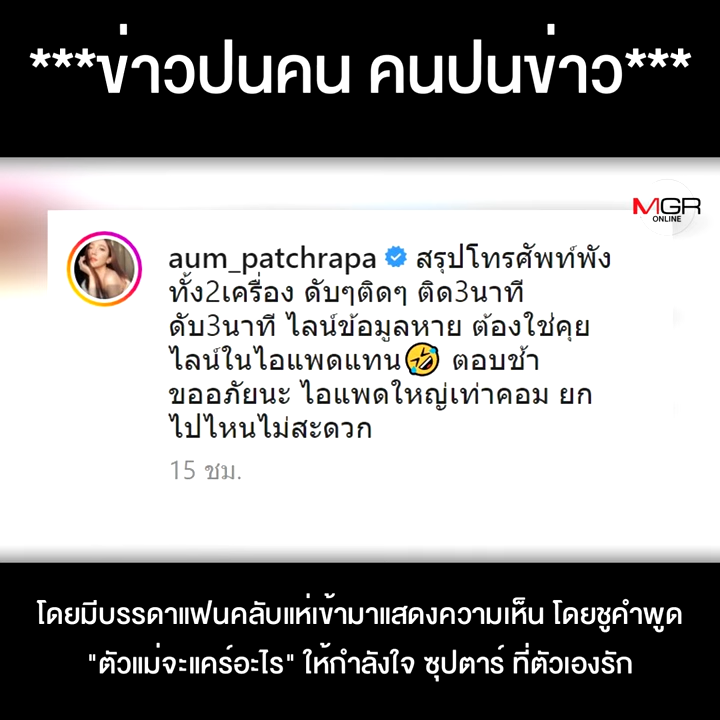 ***ข่าวปนคน คนปนข่าว***
MGR
ONLINE
aum_patchrapa สรุปโทรศัพท์พัง
ทั้ง2เครื่อง ดับๆติดๆ ติด3นาที
ดับ3นาที ไลน์ข้อมูลหาย ต้องใช่คุย
ไลน์ในไอแพดแทน🤣 ตอบช้า
ขออภัยนะ ไอแพดใหญ่เท่าคอม ยก
ไปไหนไม่สะดวก
15 ชม.
โดยมีบรรดาแฟนคลับแห่เข้ามาแสดงความเห็น โดยชูคำพูด
"ตัวแม่จะแคร์อะไร" ให้กำลังใจ ซุปตาร์ ที่ตัวเองรัก